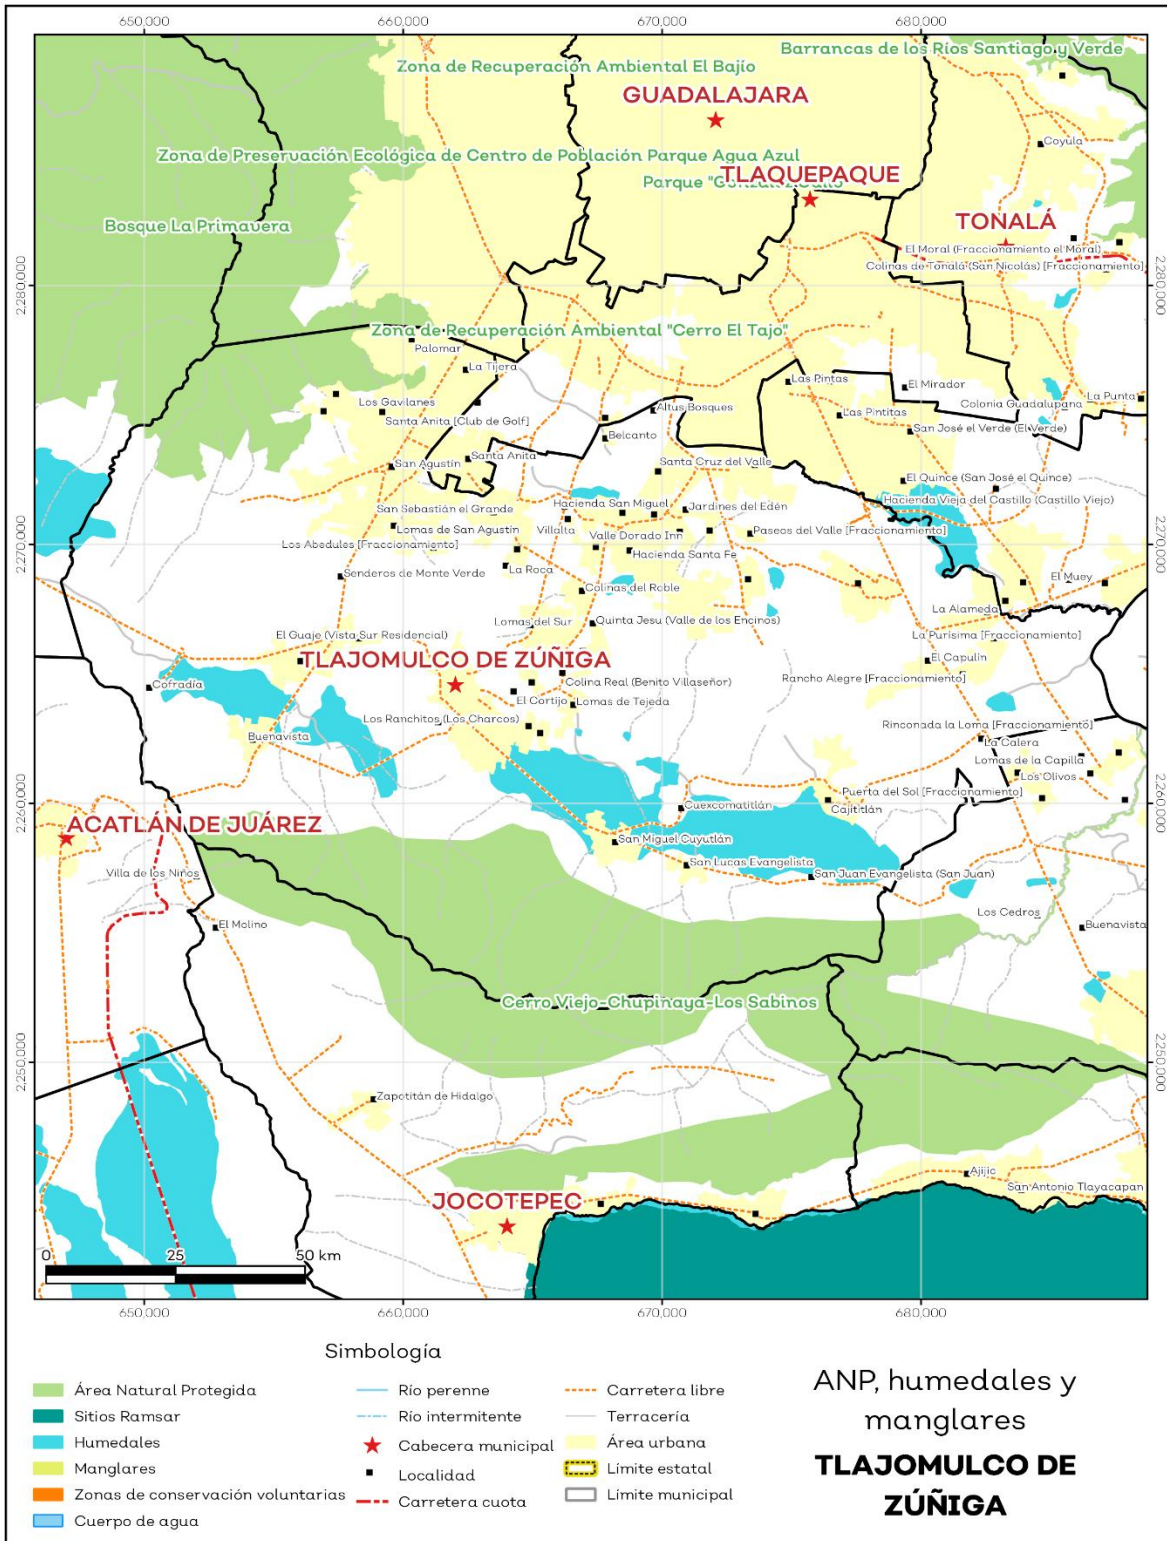 650,000
660,000
670,000
680,000
Barrancas de los Ríos Santiago y Verde
Zona de Recuperación Ambiental El Bajío
GUADALAJARA
Coyula
Zona de Preservación Ecológica de Centro de Población Parque Agua Azul
TLAQUEPAQUE
Parque "González Gallo"
Bosque La Primavera
TONALÁ
El Moral (Fraccionamiento el Moral)
Colinas de Tonalá (San Nicolás) [Fraccionamiento]
2280,000
2280,000
Zona de Recuperación Ambiental "Cerro El Tajo"
Palomar
La Tijera
Las Pintas
El Mirador
La Punta
Los Gavilanes
Altus Bosques
Las Pintitas
Colonia Guadalupana
Santa Anita [Club de Golf]
Belcanto
San José el Verde (El Verde)
Santa Anita
San Agustín
Santa Cruz del Valle
El Quince (San José el Quince)
Hacienda Vieja del Castillo (Castillo Viejo)
San Sebastián el Grande
Hacienda San Miguel
Jardines del Edén
Lomas de San Agustín
Villalta
Valle Dorado Inn
Paseos del Valle [Fraccionamiento]
Los Abedules [Fraccionamiento]
Hacienda Santa Fe
2270,000
2270,000
La Roca
Senderos de Monte Verde
El Muey
Colinas del Roble
La Alameda
Lomas del Sur
Quinta Jesu (Valle de los Encinos)
El Guaje (Vista Sur Residencial)
La Purísima [Fraccionamiento]
TLAJOMULCO DE ZÚÑIGA
El Capulín
Cofradía
Colina Real (Benito Villaseñor)
Rancho Alegre [Fraccionamiento]
El Cortijo
Lomas de Tejeda
Los Ranchitos (Los Charcos)
Rinconada la Loma [Fraccionamiento]
Buenavista
La Calera
Lomas de la Capilla
Los Olivos
Puerta del Sol [Fraccionamiento]
2260,000
2260,000
Cuexcomatitlán
Cajititlán
ACATLÁN DE JUÁREZ
San Miguel Cuyutlán
San Lucas Evangelista
Villa de los Niños
San Juan Evangelista (San Juan)
Los Cedros
El Molino
Buenavista
Cerro Viejo-Chupinaya-Los Sabinos
2250,000
2250,000
Zapotitán de Hidalgo
Ajijic
San Antonio Tlayacapan
JOCOTEPEC
0
25
50 km
650,000
660,000
670,000
680,000
Simbología
Área Natural Protegida
Sitios Ramsar
Humedales
Manglares
Zonas de conservación voluntarias
Cuerpo de agua
Río perenne
Río intermitente
Cabecera municipal
Localidad
Carretera cuota
Carretera libre
Terracería
Área urbana
Límite estatal
Límite municipal
ANP, humedales y
manglares
TLAJOMULCO DE
ZÚÑIGA